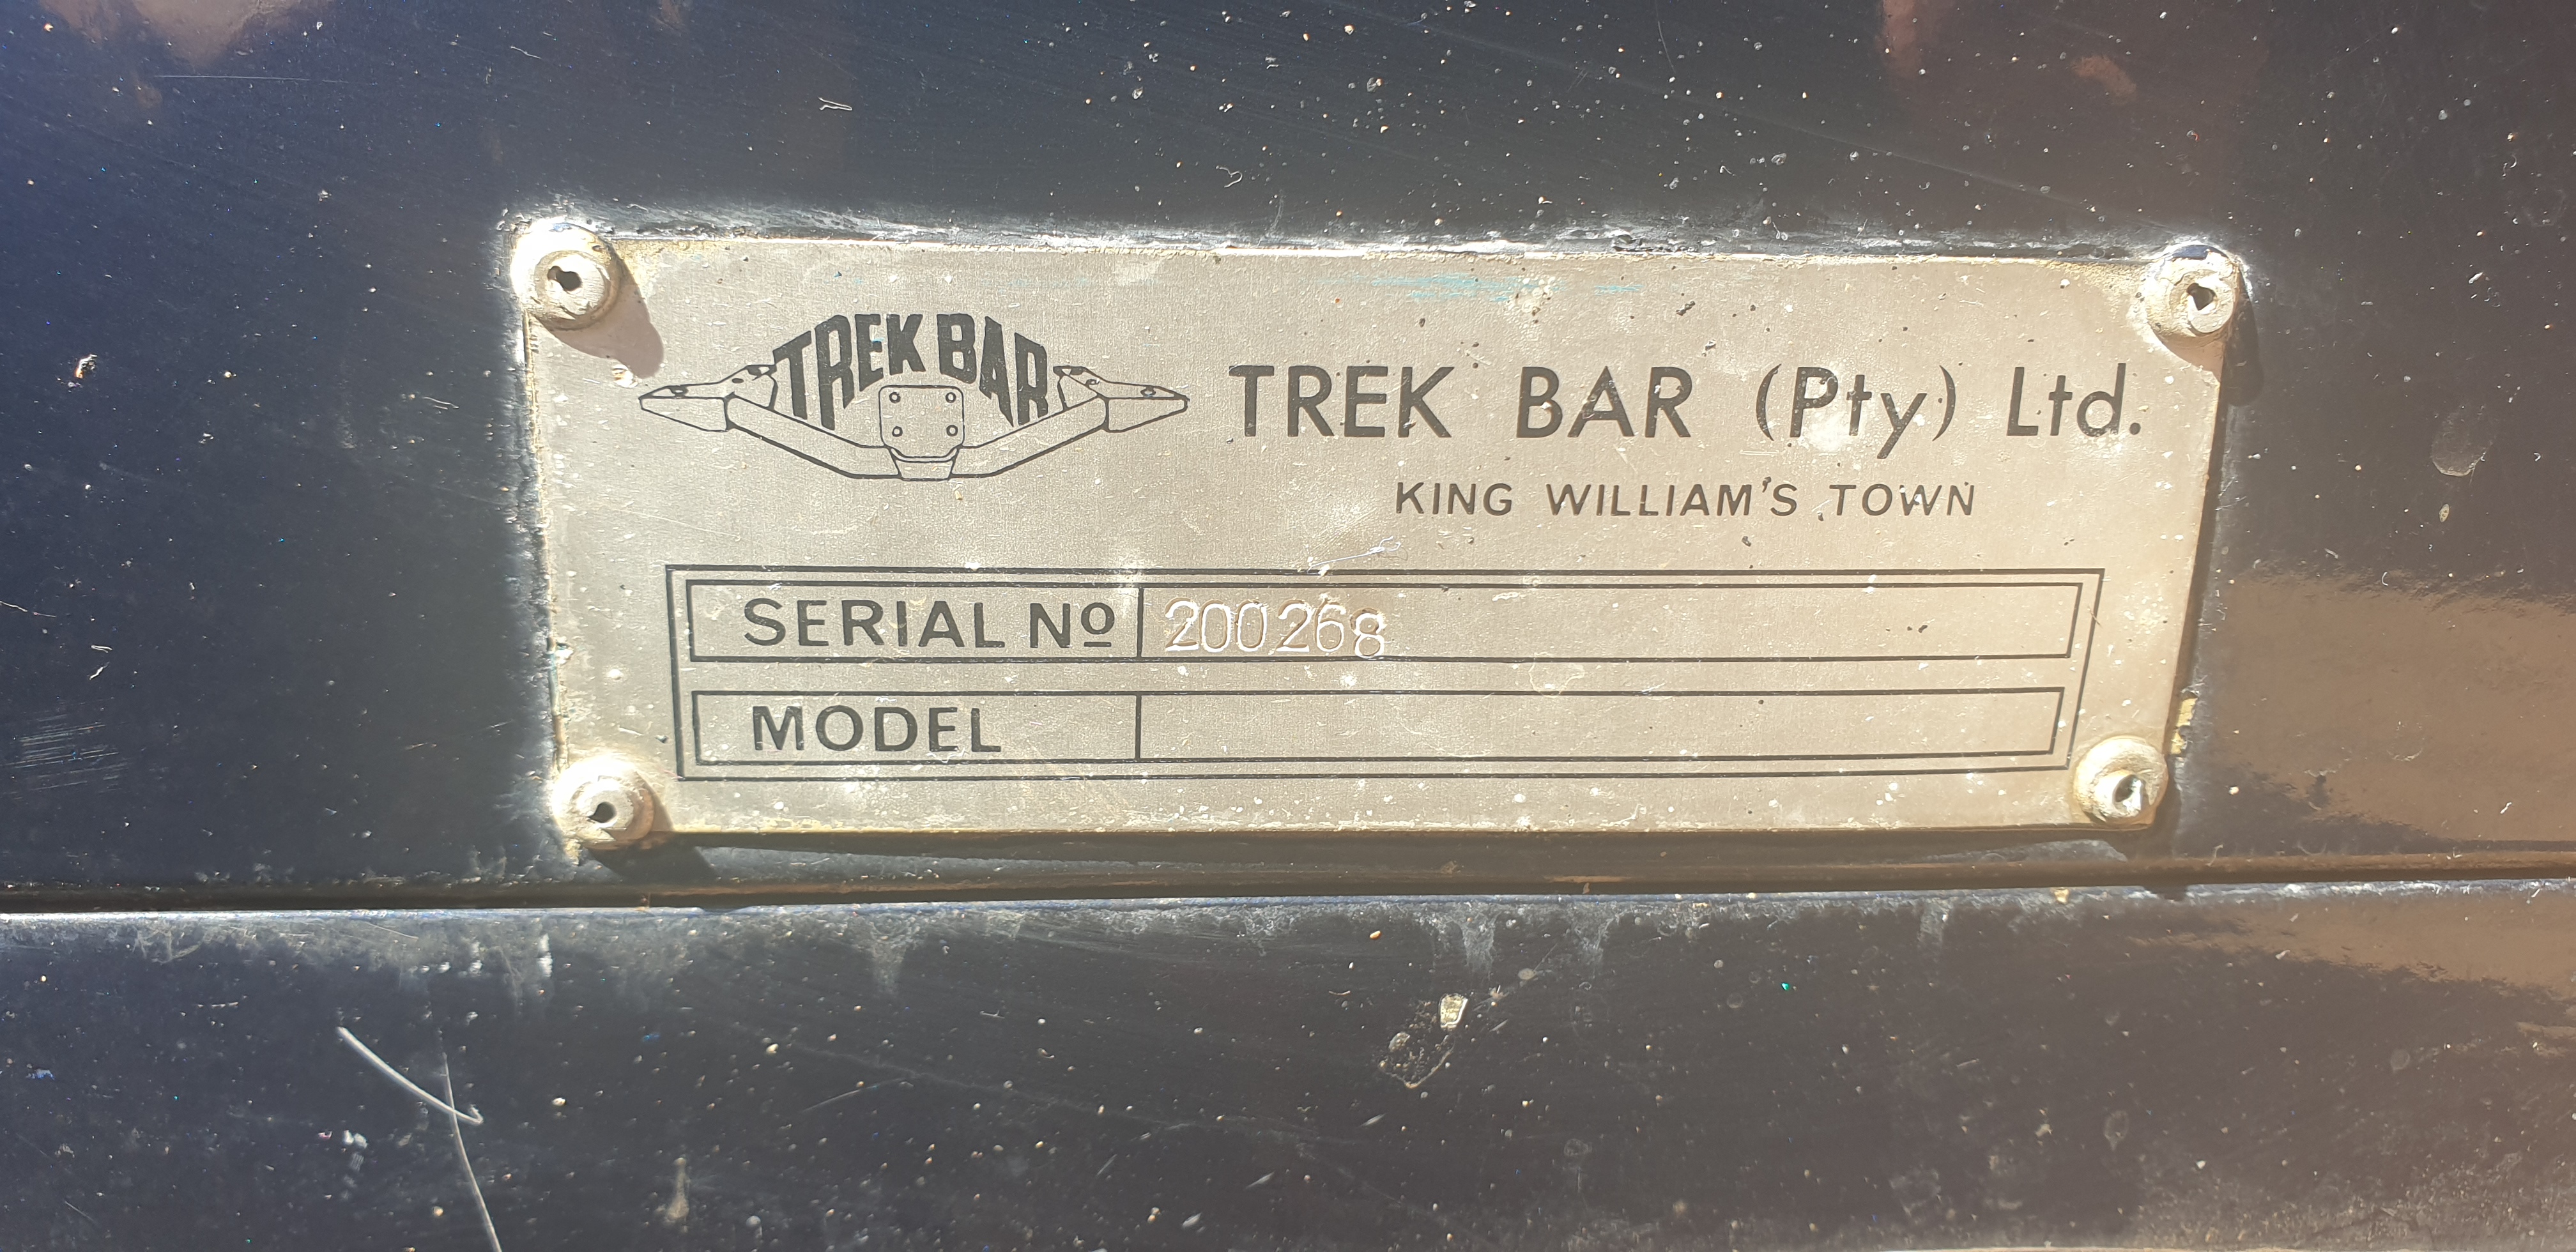 TREK BAR
TREK BAR (Pty) Ltd.
KING WILLIAM'S TOWN
SERIAL Nº 200268
MODEL